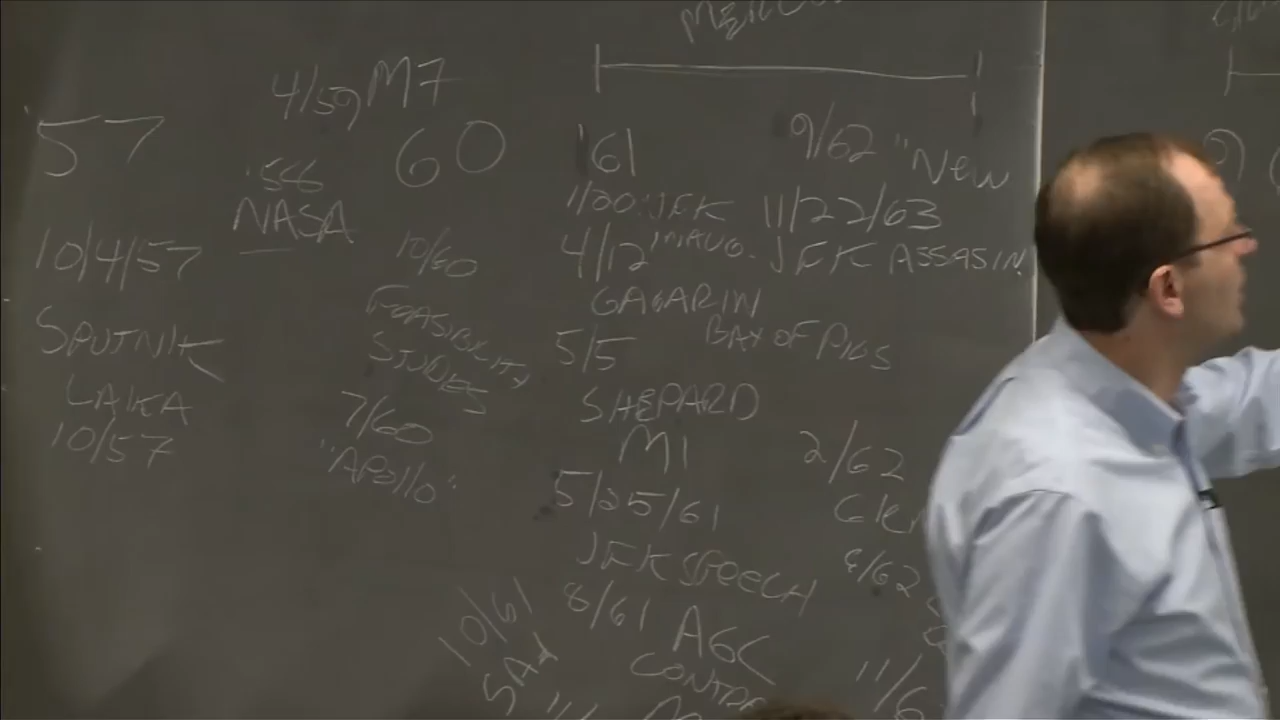 4/59 M7
57
'58
NASA
10/4/57
SPUTNIK
LAIKA
10/57
60
10/60
FEASIBILITY
STUDIES
7/60
"Apollo"
61
1/20: JFK
INAUG.
4/12
GAGARIN
BAY OF PIGS
5/5
SHEPARD
M1
5/25/61
JFK SPEECH
8/61 AGC
10/61
9/62 "New
11/22/63
JFK ASSASIN.
2/62
8/62